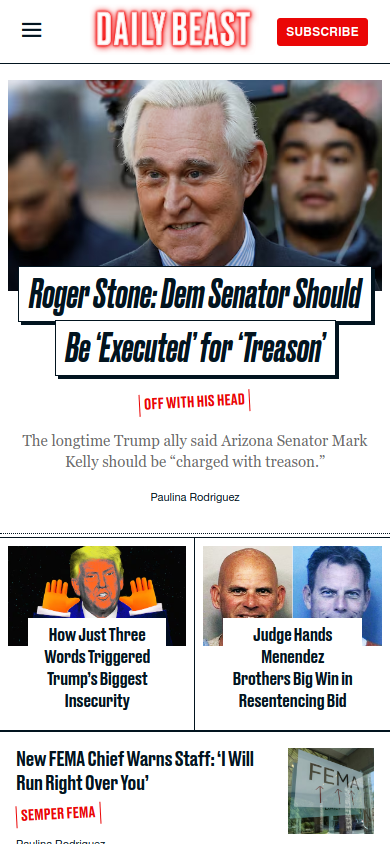 DAILY BEAST
SUBSCRIBE
Roger Stone: Dem Senator Should
Be ‘Executed’ for ‘Treason’
OFF WITH HIS HEAD
The longtime Trump ally said Arizona Senator Mark
Kelly should be “charged with treason.”
Paulina Rodriguez
How Just Three
Words Triggered
Trump’s Biggest
Insecurity
Judge Hands
Menendez
Brothers Big Win in
Resentencing Bid
New FEMA Chief Warns Staff: ‘I Will
Run Right Over You’
FEMA
SEMPER FEMA
Paulina Rodriguez